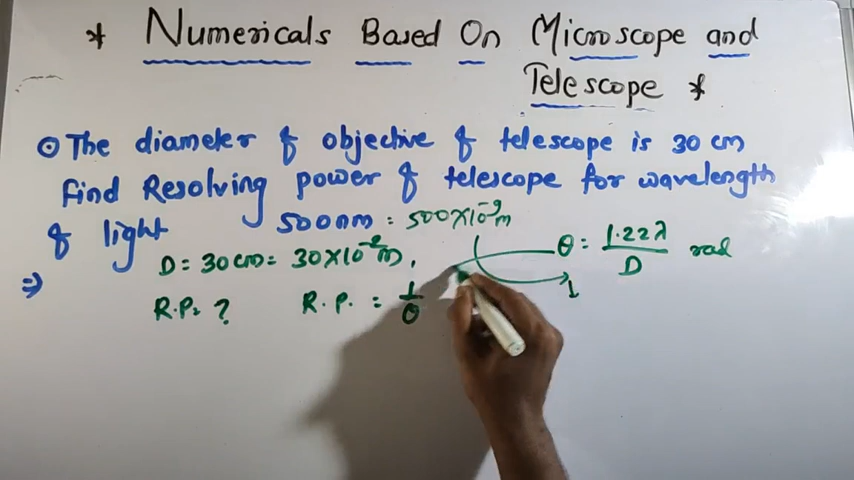 * Numericals Based On Microscope and
Telescope *
⊙ The diameter of objective of telescope is 30 cm
find Resolving power of telescope for wavelength
of light 500nm = 500×10⁻⁹m
⇒ D = 30cm = 30×10⁻²m,
θ = 1.22λ / D rad
R.P. = ? R.P. = 1/θ